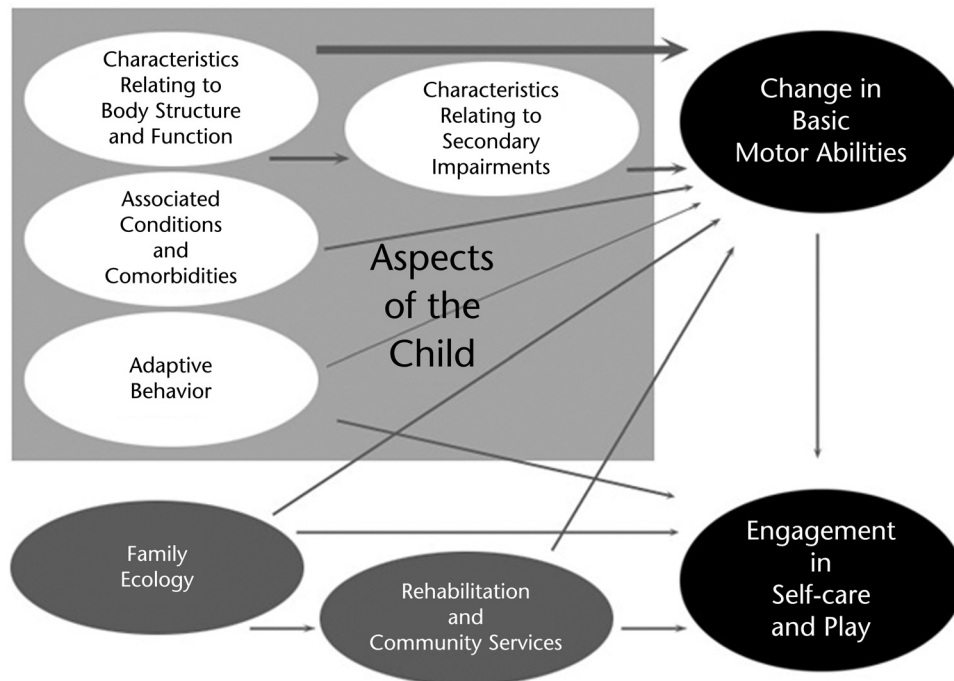 Characteristics
Relating to
Body Structure
and Function
Characteristics
Relating to
Secondary
Impairments
Change in
Basic
Motor Abilities
Associated
Conditions
and
Comorbidities
Aspects
of the
Child
Adaptive
Behavior
Family
Ecology
Rehabilitation
and
Community Services
Engagement
in
Self-care
and Play